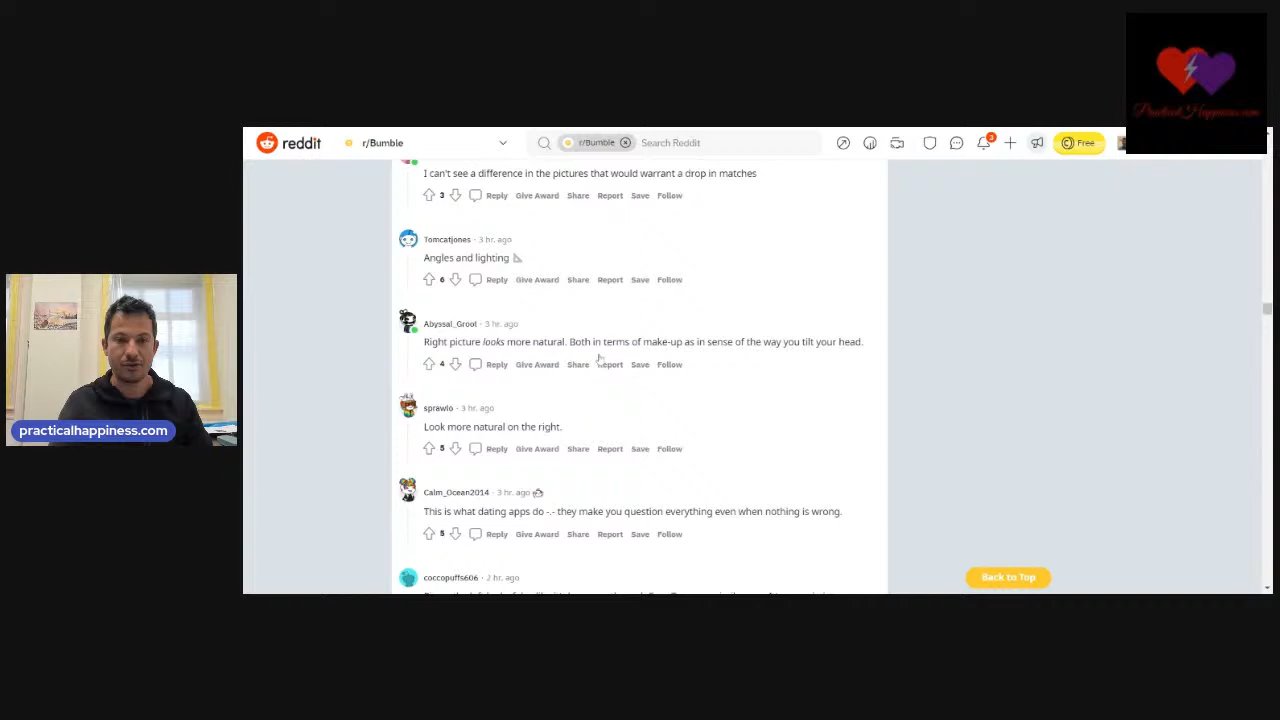 PracticalHappiness.com
reddit
r/Bumble
r/Bumble
Search Reddit
3
Free
I can't see a difference in the pictures that would warrant a drop in matches
3 Reply Give Award Share Report Save Follow
Tomcatjones · 3 hr. ago
Angles and lighting 📐
6 Reply Give Award Share Report Save Follow
Abyssal_Groot · 3 hr. ago
Right picture looks more natural. Both in terms of make-up as in sense of the way you tilt your head.
4 Reply Give Award Share Report Save Follow
sprawlo · 3 hr. ago
Look more natural on the right.
5 Reply Give Award Share Report Save Follow
practicalhappiness.com
Calm_Ocean2014 · 3 hr. ago
This is what dating apps do -.- they make you question everything even when nothing is wrong.
5 Reply Give Award Share Report Save Follow
coccopuffs606 · 2 hr. ago
Back to Top